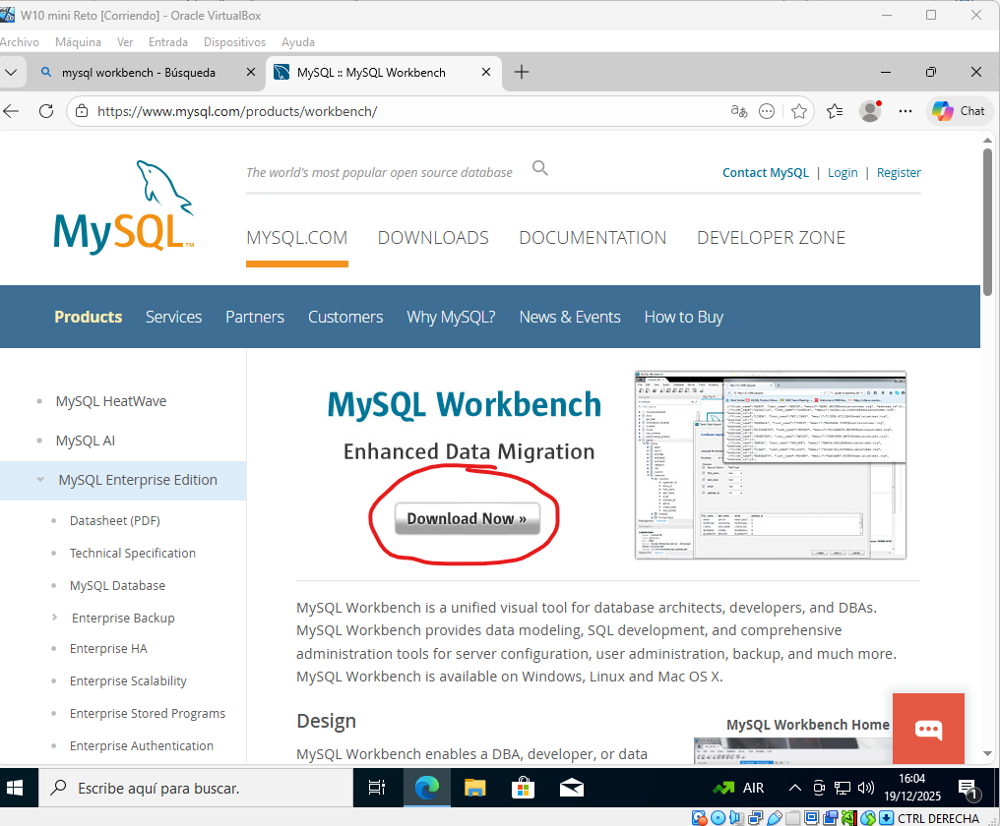 W10 mini Reto [Corriendo] - Oracle VirtualBox
Archivo Máquina Ver Entrada Dispositivos Ayuda
mysql workbench - Búsqueda
MySQL :: MySQL Workbench
https://www.mysql.com/products/workbench/
Chat
MySQL™
The world's most popular open source database
Contact MySQL | Login | Register
MYSQL.COM DOWNLOADS DOCUMENTATION DEVELOPER ZONE
Products Services Partners Customers Why MySQL? News & Events How to Buy
MySQL HeatWave
MySQL AI
MySQL Enterprise Edition
Datasheet (PDF)
Technical Specification
MySQL Database
Enterprise Backup
Enterprise HA
Enterprise Scalability
Enterprise Stored Programs
Enterprise Authentication
MySQL Workbench
Enhanced Data Migration
Download Now »
MySQL Workbench is a unified visual tool for database architects, developers, and DBAs.
MySQL Workbench provides data modeling, SQL development, and comprehensive
administration tools for server configuration, user administration, backup, and much more.
MySQL Workbench is available on Windows, Linux and Mac OS X.
Design
MySQL Workbench enables a DBA, developer, or data
MySQL Workbench Home
Escribe aquí para buscar.
AIR
16:04
19/12/2025
1
CTRL DERECHA